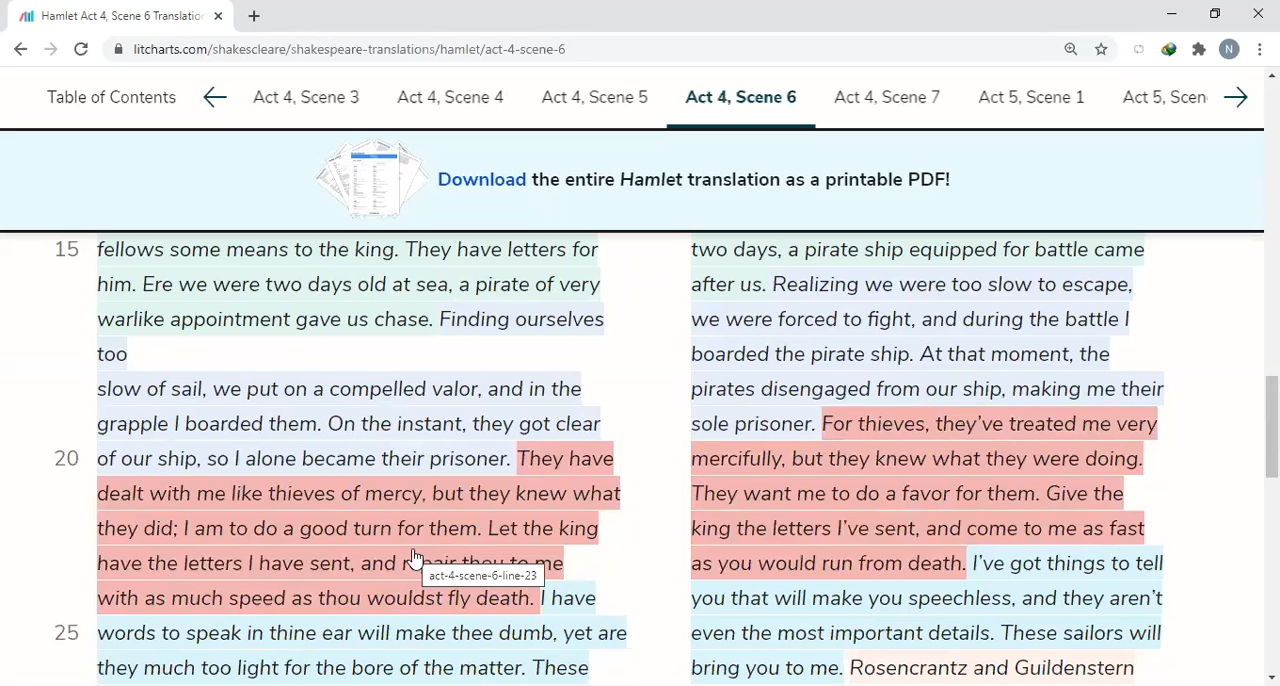 Hamlet Act 4, Scene 6 Translatio
litcharts.com/shakescleare/shakespeare-translations/hamlet/act-4-scene-6
N
Table of Contents
Act 4, Scene 3
Act 4, Scene 4
Act 4, Scene 5
Act 4, Scene 6
Act 4, Scene 7
Act 5, Scene 1
Act 5, Scen
Download the entire Hamlet translation as a printable PDF!
15 fellows some means to the king. They have letters for
him. Ere we were two days old at sea, a pirate of very
warlike appointment gave us chase. Finding ourselves
too
slow of sail, we put on a compelled valor, and in the
grapple I boarded them. On the instant, they got clear
20 of our ship, so I alone became their prisoner. They have
dealt with me like thieves of mercy, but they knew what
they did; I am to do a good turn for them. Let the king
have the letters I have sent, and repair thou to me
act-4-scene-6-line-23
with as much speed as thou wouldst fly death. I have
25 words to speak in thine ear will make thee dumb, yet are
they much too light for the bore of the matter. These
two days, a pirate ship equipped for battle came
after us. Realizing we were too slow to escape,
we were forced to fight, and during the battle I
boarded the pirate ship. At that moment, the
pirates disengaged from our ship, making me their
sole prisoner. For thieves, they've treated me very
mercifully, but they knew what they were doing.
They want me to do a favor for them. Give the
king the letters I've sent, and come to me as fast
as you would run from death. I've got things to tell
you that will make you speechless, and they aren't
even the most important details. These sailors will
bring you to me. Rosencrantz and Guildenstern